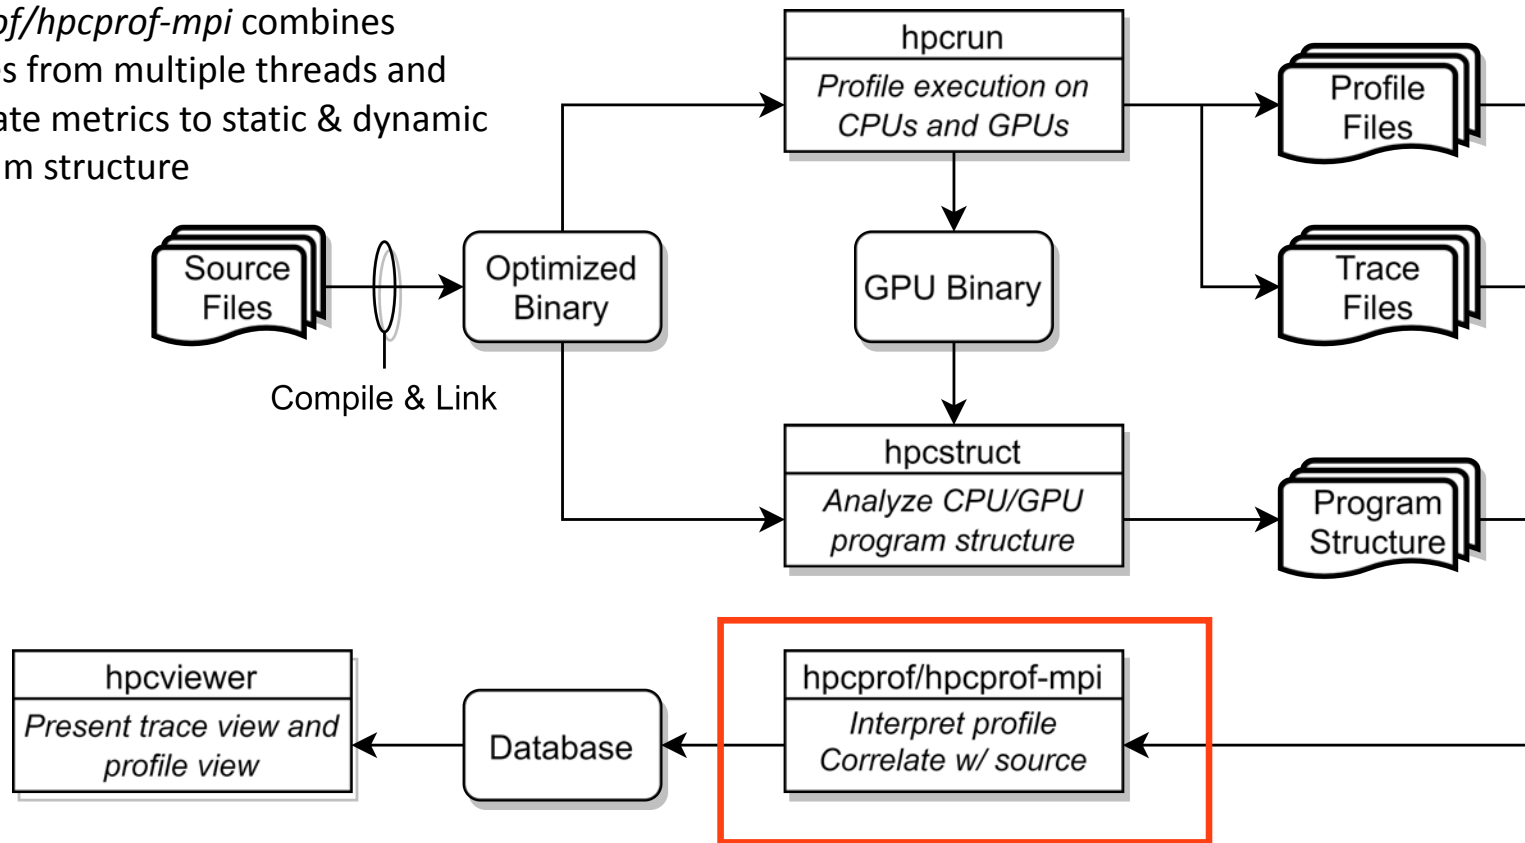 of/hpcprof-mpi combines
es from multiple threads and
ate metrics to static & dynamic
m structure
hpcrun
Profile execution on
CPUs and GPUs
Profile
Files
Source
Files
Optimized
Binary
GPU Binary
Trace
Files
Compile & Link
hpcstruct
Analyze CPU/GPU
program structure
Program
Structure
hpcviewer
Present trace view and
profile view
Database
hpcprof/hpcprof-mpi
Interpret profile
Correlate w/ source